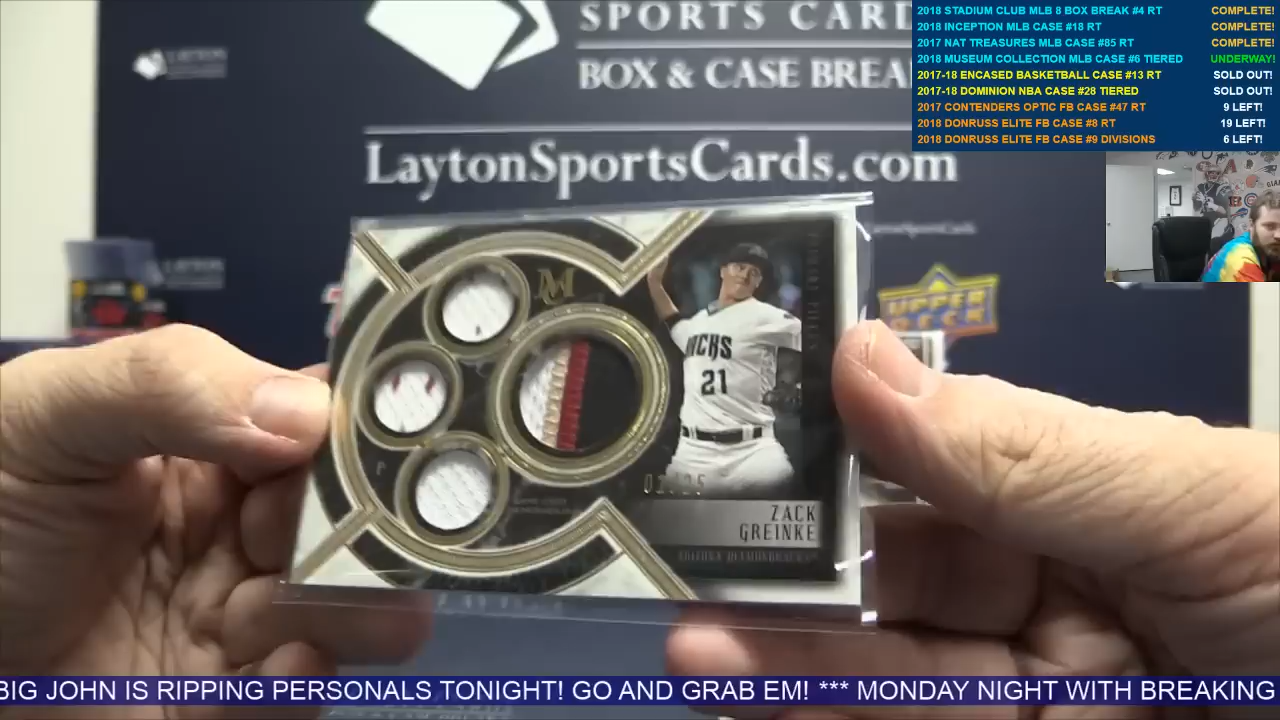 SPORTS CARD
BOX & CASE BREA
LaytonSportsCards.com
LAYTON
2018 STADIUM CLUB MLB 8 BOX BREAK #4 RT COMPLETE!
2018 INCEPTION MLB CASE #18 RT COMPLETE!
2017 NAT TREASURES MLB CASE #85 RT COMPLETE!
2018 MUSEUM COLLECTION MLB CASE #6 TIERED UNDERWAY!
2017-18 ENCASED BASKETBALL CASE #13 RT SOLD OUT!
2017-18 DOMINION NBA CASE #28 TIERED SOLD OUT!
2017 CONTENDERS OPTIC FB CASE #47 RT 9 LEFT!
2018 DONRUSS ELITE FB CASE #8 RT 19 LEFT!
2018 DONRUSS ELITE FB CASE #9 DIVISIONS 6 LEFT!
UPPER
DECK
M
21
ZACK
GREINKE
ARIZONA DIAMONDBACKS
BIG JOHN IS RIPPING PERSONALS TONIGHT! GO AND GRAB EM! *** MONDAY NIGHT WITH BREAKING